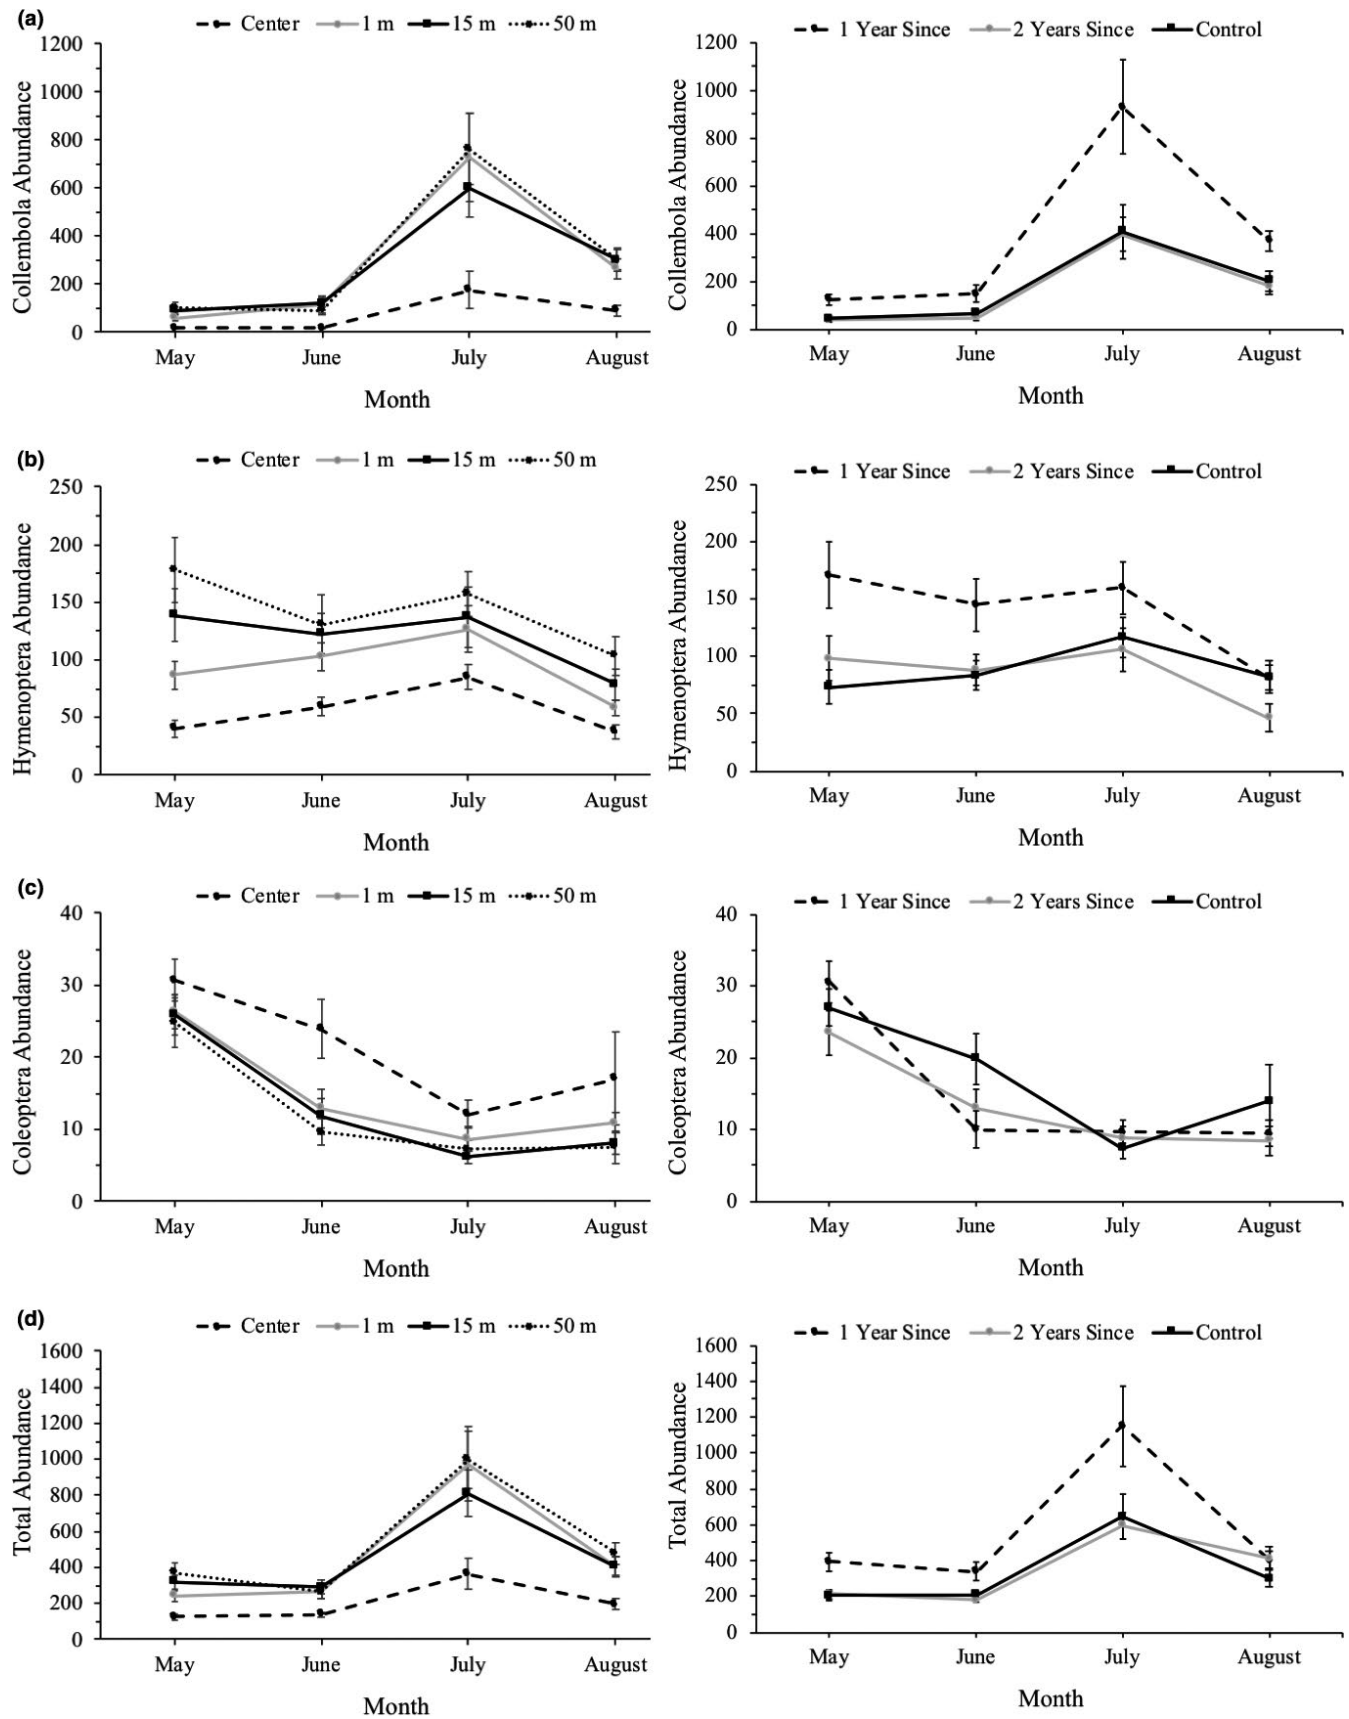 (a)
Center 1 m 15 m 50 m
1200
1000
800
600
400
200
0
Collembola Abundance
May June July August
Month
1 Year Since 2 Years Since Control
1200
1000
800
600
400
200
0
Collembola Abundance
May June July August
Month
(b)
Center 1 m 15 m 50 m
250
200
150
100
50
0
Hymenoptera Abundance
May June July August
Month
1 Year Since 2 Years Since Control
250
200
150
100
50
0
Hymenoptera Abundance
May June July August
Month
(c)
Center 1 m 15 m 50 m
40
30
20
10
0
Coleoptera Abundance
May June July August
Month
1 Year Since 2 Years Since Control
40
30
20
10
0
Coleoptera Abundance
May June July August
Month
(d)
Center 1 m 15 m 50 m
1600
1400
1200
1000
800
600
400
200
0
Total Abundance
May June July August
Month
1 Year Since 2 Years Since Control
1600
1400
1200
1000
800
600
400
200
0
Total Abundance
May June July August
Month